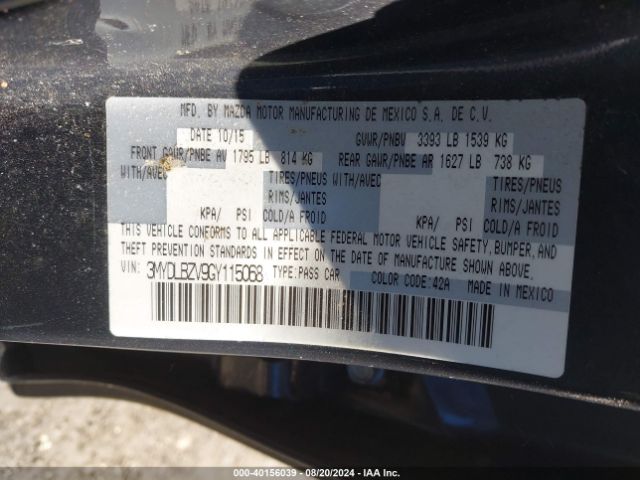 MFD. BY MAZDA MOTOR MANUFACTURING DE MEXICO S.A. DE C.V.
DATE 10/15 GVWR/PNBV 3393 LB 1539 KG
FRONT GAWR/PNBE AV 1795 LB 814 KG REAR GAWR/PNBE AR 1627 LB 738 KG
WITH/AVEC TIRES/PNEUS WITH/AVEC TIRES/PNEUS
RIMS/JANTES RIMS/JANTES
KPA/ PSI COLD/A FROID KPA/ PSI COLD/A FROID
THIS VEHICLE CONFORMS TO ALL APPLICABLE FEDERAL MOTOR VEHICLE SAFETY, BUMPER, AND
THEFT PREVENTION STANDARDS IN EFFECT ON THE DATE OF MANUFACTURE SHOWN ABOVE.
VIN: 3MYDLBZV9GY115068 TYPE:PASS CAR COLOR CODE:42A MADE IN MEXICO
000-40156039 - 08/20/2024 - IAA Inc.